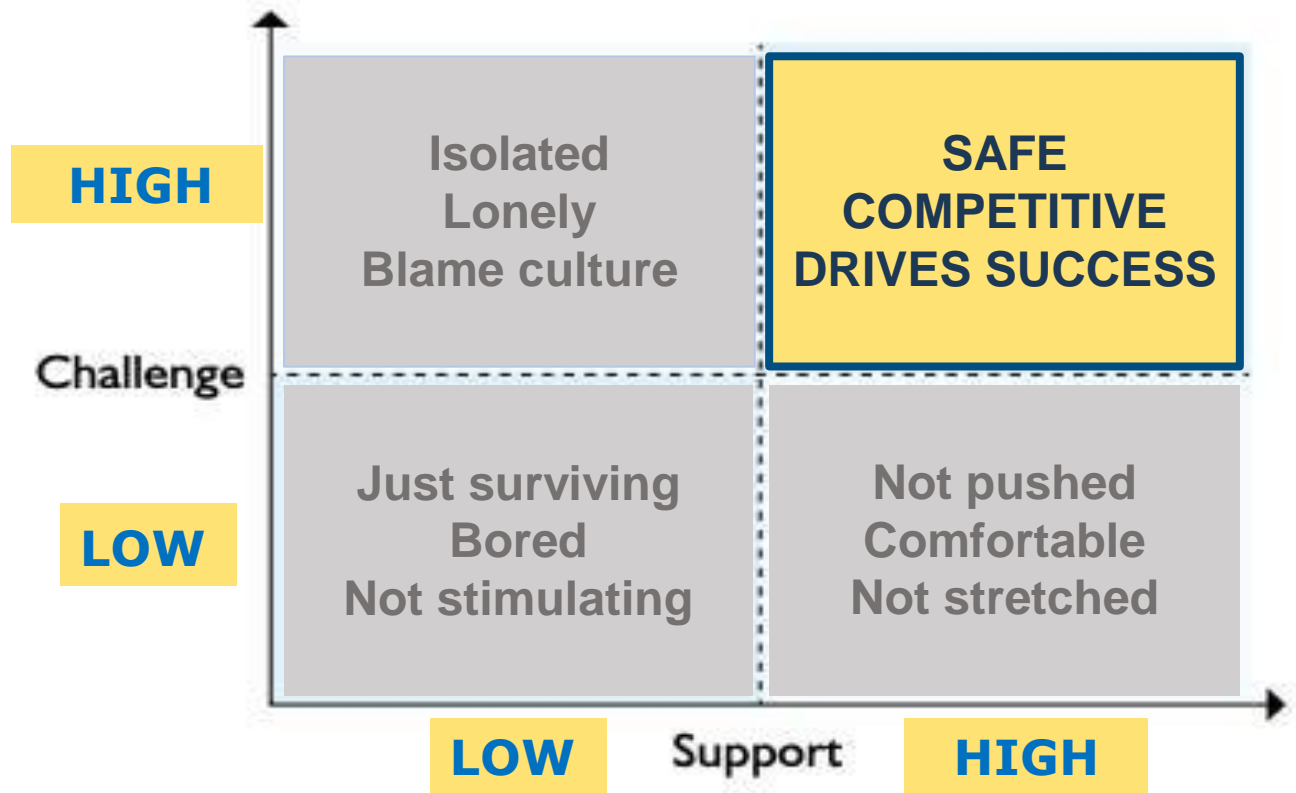 HIGH
Isolated
Lonely
Blame culture
SAFE
COMPETITIVE
DRIVES SUCCESS
Challenge
LOW
Just surviving
Bored
Not stimulating
Not pushed
Comfortable
Not stretched
LOW
Support
HIGH